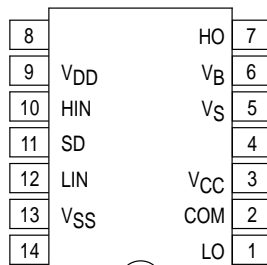 8 HO 7
9 VDD VB 6
10 HIN VS 5
11 SD 4
12 LIN VCC 3
13 VSS COM 2
14 LO 1